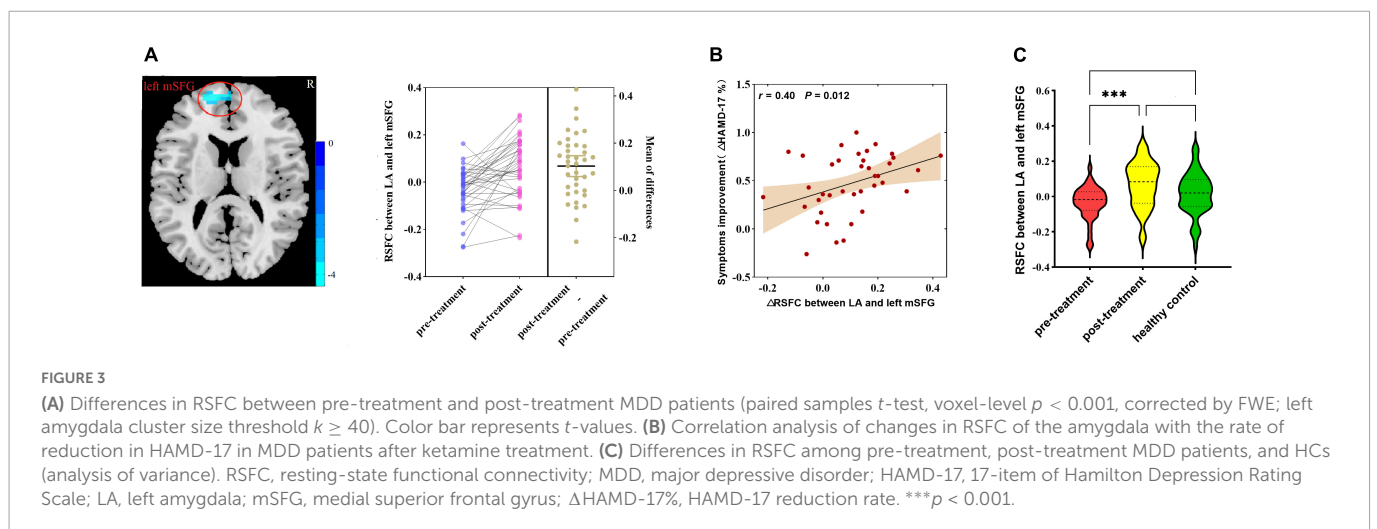 A
left mSFG
R
0
-4
RSFC between LA and left mSFG
0.4
0.2
0.0
-0.2
-0.4
0.4
0.2
0.0
-0.2
Mean of differences
pre-treatment
post-treatment
post-treatment
-
pre-treatment
B
Symptoms improvement( △HAMD-17 %)
1.5
1.0
0.5
0.0
-0.5
r = 0.40 P = 0.012
-0.2
0.0
0.2
0.4
△RSFC between LA and left mSFG
C
RSFC between LA and left mSFG
0.6
0.4
0.2
0.0
-0.2
-0.4
***
pre-treatment
post-treatment
healthy control
FIGURE 3
(A) Differences in RSFC between pre-treatment and post-treatment MDD patients (paired samples t-test, voxel-level p < 0.001, corrected by FWE; left
amygdala cluster size threshold k ≥ 40). Color bar represents t-values. (B) Correlation analysis of changes in RSFC of the amygdala with the rate of
reduction in HAMD-17 in MDD patients after ketamine treatment. (C) Differences in RSFC among pre-treatment, post-treatment MDD patients, and HCs
(analysis of variance). RSFC, resting-state functional connectivity; MDD, major depressive disorder; HAMD-17, 17-item of Hamilton Depression Rating
Scale; LA, left amygdala; mSFG, medial superior frontal gyrus; ΔHAMD-17%, HAMD-17 reduction rate. ***p < 0.001.